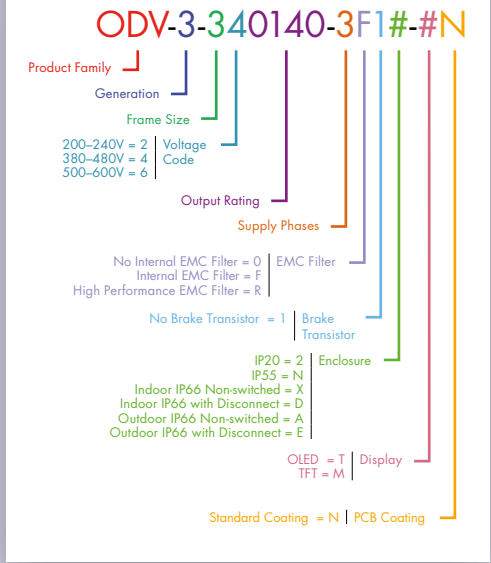 ODV-3-340140-3F1#-#N
Product Family
Generation
Frame Size
200–240V = 2 | Voltage
380–480V = 4 | Code
500–600V = 6
Output Rating
Supply Phases
No Internal EMC Filter = 0 | EMC Filter
Internal EMC Filter = F
High Performance EMC Filter = R
No Brake Transistor = 1 | Brake
Transistor
IP20 = 2 | Enclosure
IP55 = N
Indoor IP66 Non-switched = X
Indoor IP66 with Disconnect = D
Outdoor IP66 Non-switched = A
Outdoor IP66 with Disconnect = E
OLED = T | Display
TFT = M
Standard Coating = N | PCB Coating